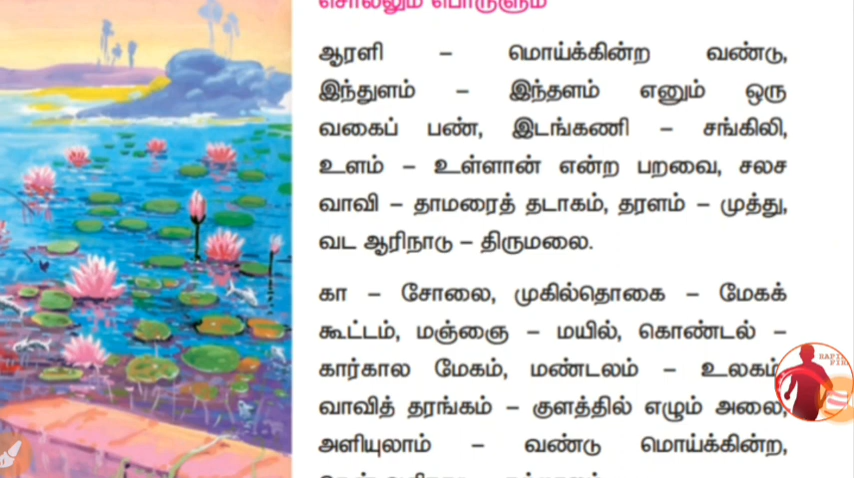 சொல்லும் பொருளும்
ஆரளி – மொய்க்கின்ற வண்டு,
இந்துளம் – இந்தளம் எனும் ஒரு
வகைப் பண், இடங்கணி – சங்கிலி,
உளம் – உள்ளான் என்ற பறவை, சலச
வாவி – தாமரைத் தடாகம், தரளம் – முத்து,
வட ஆரிநாடு – திருமலை.
கா – சோலை, முகில்தொகை – மேகக்
கூட்டம், மஞ்ஞை – மயில், கொண்டல் –
கார்கால மேகம், மண்டலம் – உலகம்
வாவித் தரங்கம் – குளத்தில் எழும் அலை,
அளியுலாம் – வண்டு மொய்க்கின்ற,